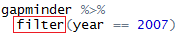 gapminder %>%
filter(year == 2007)